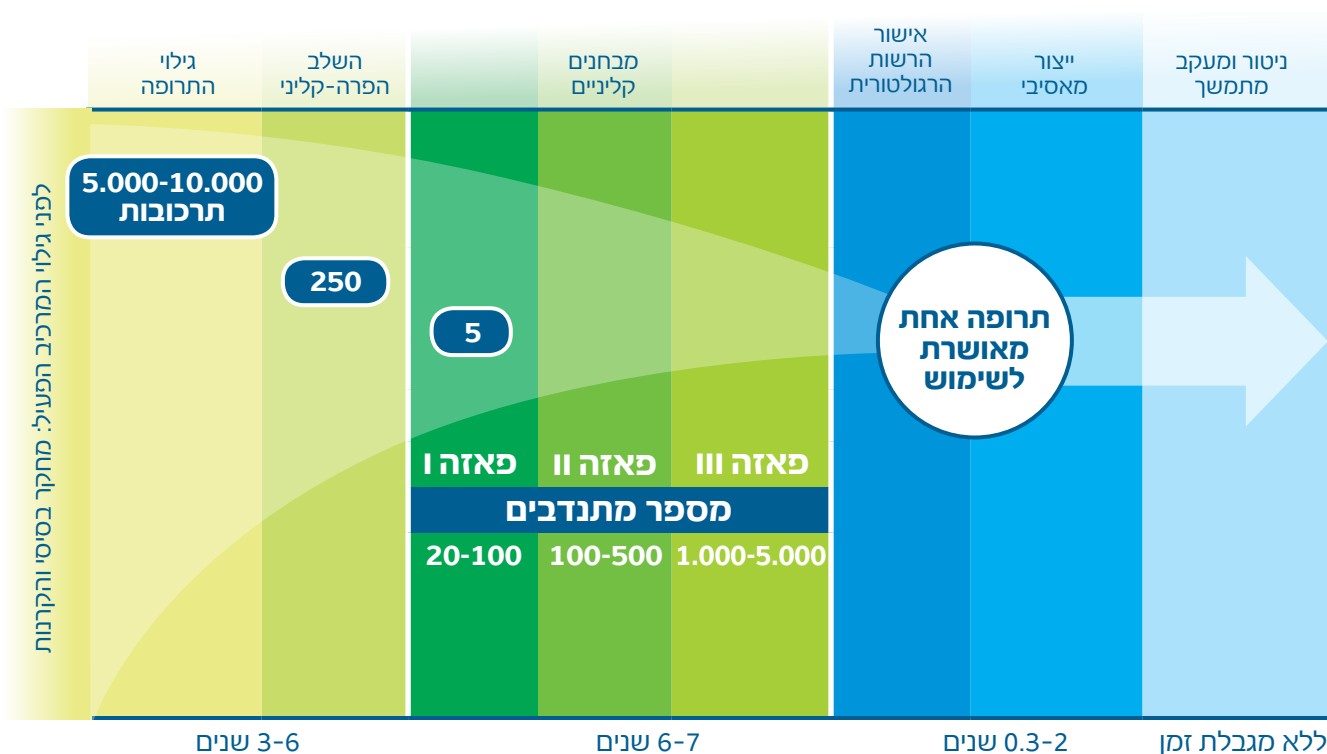 גילוי
התרופה
השלב
הפרה-קליני
מבחנים
קליניים
אישור
הרשות
הרגולטורית
ייצור
מאסיבי
ניטור ומעקב
מתמשך
לפני גילוי המרכיב הפעיל: מחקר בסיסי והיקרנות
5.000-10.000
תרכובות
250
5
תרופה אחת
מאושרת
לשימוש
פאזה I
פאזה II
פאזה III
מספר מתנדבים
20-100
100-500
1.000-5.000
3-6 שנים
6-7 שנים
0.3-2 שנים
ללא מגבלת זמן